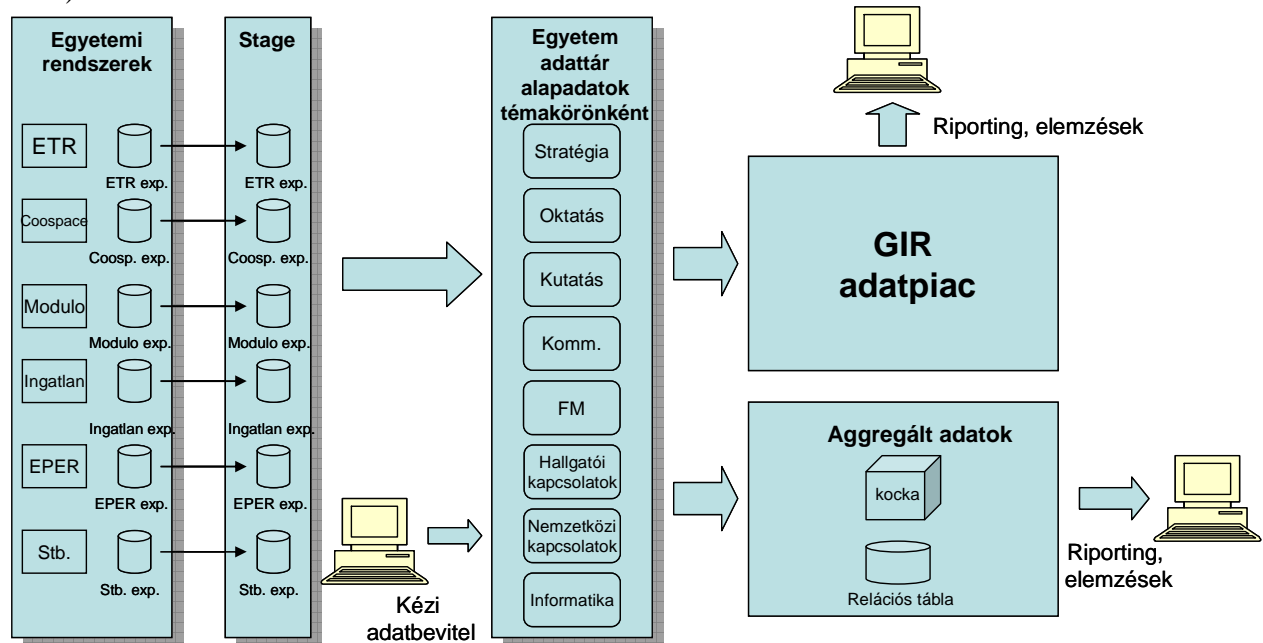 Egyetemi
rendszerek
ETR
ETR exp.
Coospace
Coosp. exp.
Modulo
Modulo exp.
Ingatlan
Ingatlan exp.
EPER
EPER exp.
Stb.
Stb. exp.
Stage
ETR exp.
Coosp. exp.
Modulo exp.
Ingatlan exp.
EPER exp.
Stb. exp.
Kézi
adatbevitel
Egyetem
adattár
alapadatok
témakörönként
Stratégia
Oktatás
Kutatás
Komm.
FM
Hallgatói
kapcsolatok
Nemzetközi
kapcsolatok
Informatika
Riporting, elemzések
GIR
adatpiac
Aggregált adatok
kocka
Relációs tábla
Riporting,
elemzések